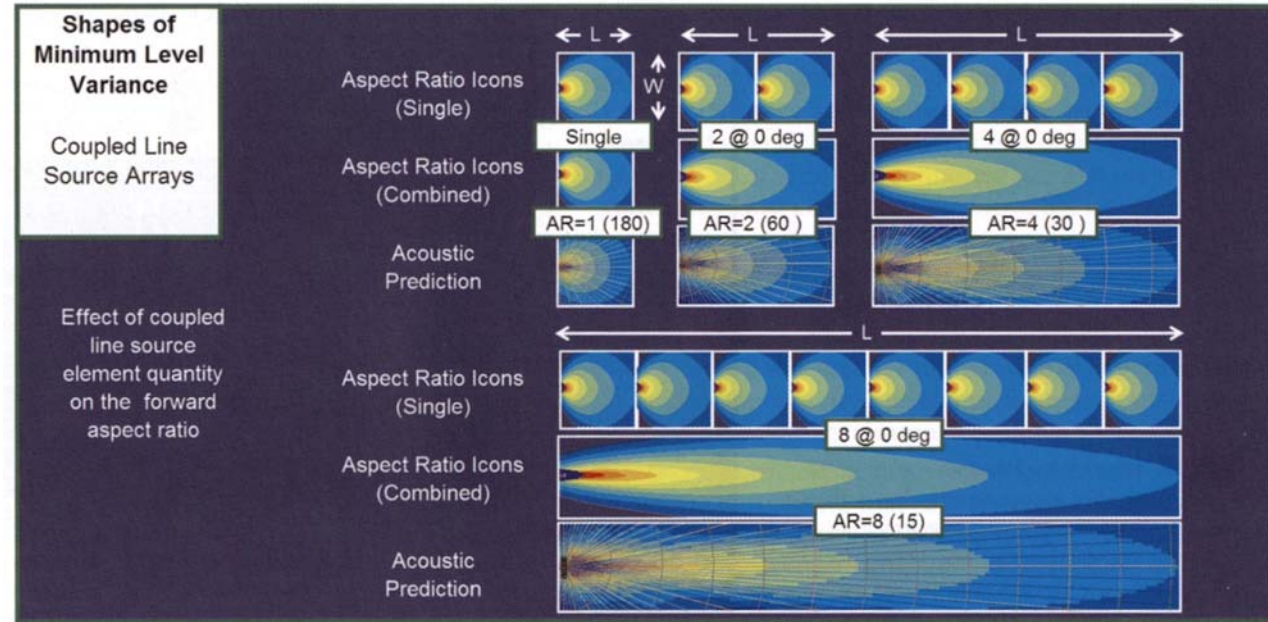 Shapes of
Minimum Level
Variance
Coupled Line
Source Arrays
Effect of coupled
line source
element quantity
on the forward
aspect ratio
L
L
L
Aspect Ratio Icons
(Single)
W
Single
2 @ 0 deg
4 @ 0 deg
Aspect Ratio Icons
(Combined)
AR=1 (180)
AR=2 (60 )
AR=4 (30 )
Acoustic
Prediction
L
Aspect Ratio Icons
(Single)
8 @ 0 deg
Aspect Ratio Icons
(Combined)
AR=8 (15)
Acoustic
Prediction